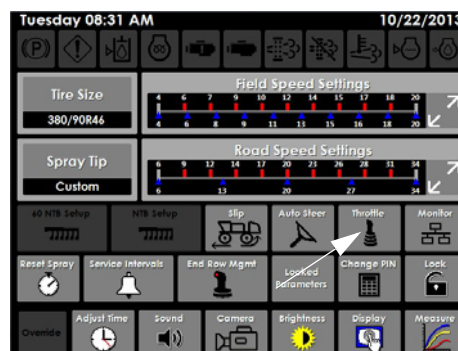 Tuesday 08:31 AM 10/22/2013
(P)
Tire Size
380/90R46
Field Speed Settings
4 6 7 9 10 12 14 15 17 18 20
4 6 7 9 11 13 15 16 18 20
Spray Tip
Custom
Road Speed Settings
6 9 12 14 17 20 23 26 28 31 34
6 13 20 27 34
60 NTB Setup
NTB Setup
Slip
Auto Steer
Throttle
Monitor
Reset Spray
Service Intervals
End Row Mgmt
Locked
Parameters
Change PIN
Lock
Override
Adjust Time
Sound
Camera
Brightness
Display
Measure